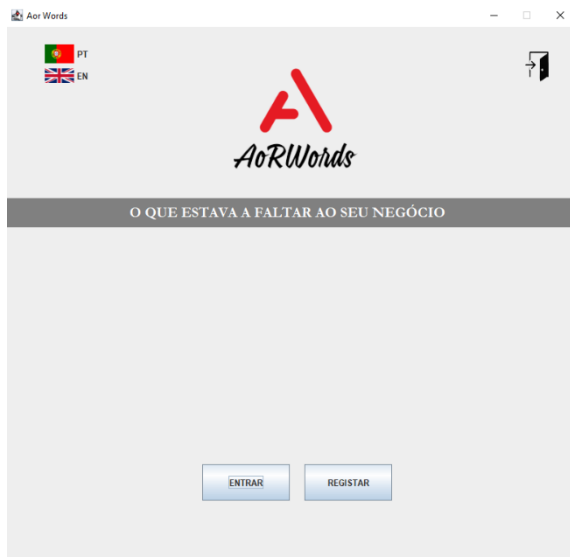 Aor Words
PT
EN
AoRWords
O QUE ESTAVA A FALTAR AO SEU NEGÓCIO
ENTRAR
REGISTAR